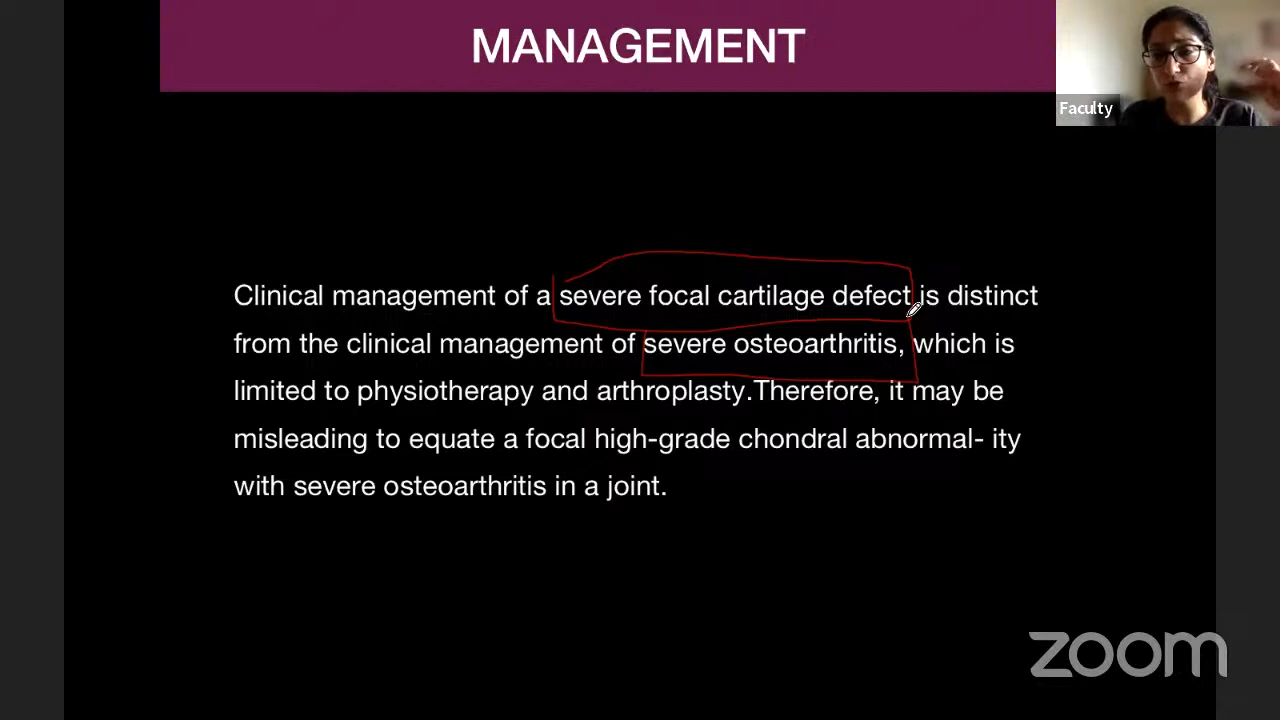 MANAGEMENT
Faculty
Clinical management of a severe focal cartilage defect is distinct
from the clinical management of severe osteoarthritis, which is
limited to physiotherapy and arthroplasty.Therefore, it may be
misleading to equate a focal high-grade chondral abnormal- ity
with severe osteoarthritis in a joint.
zoom